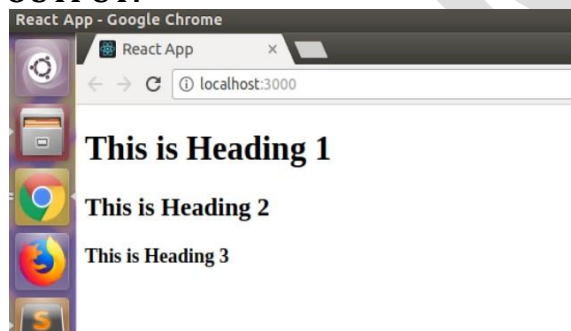 React App - Google Chrome
React App
localhost:3000
This is Heading 1
This is Heading 2
This is Heading 3